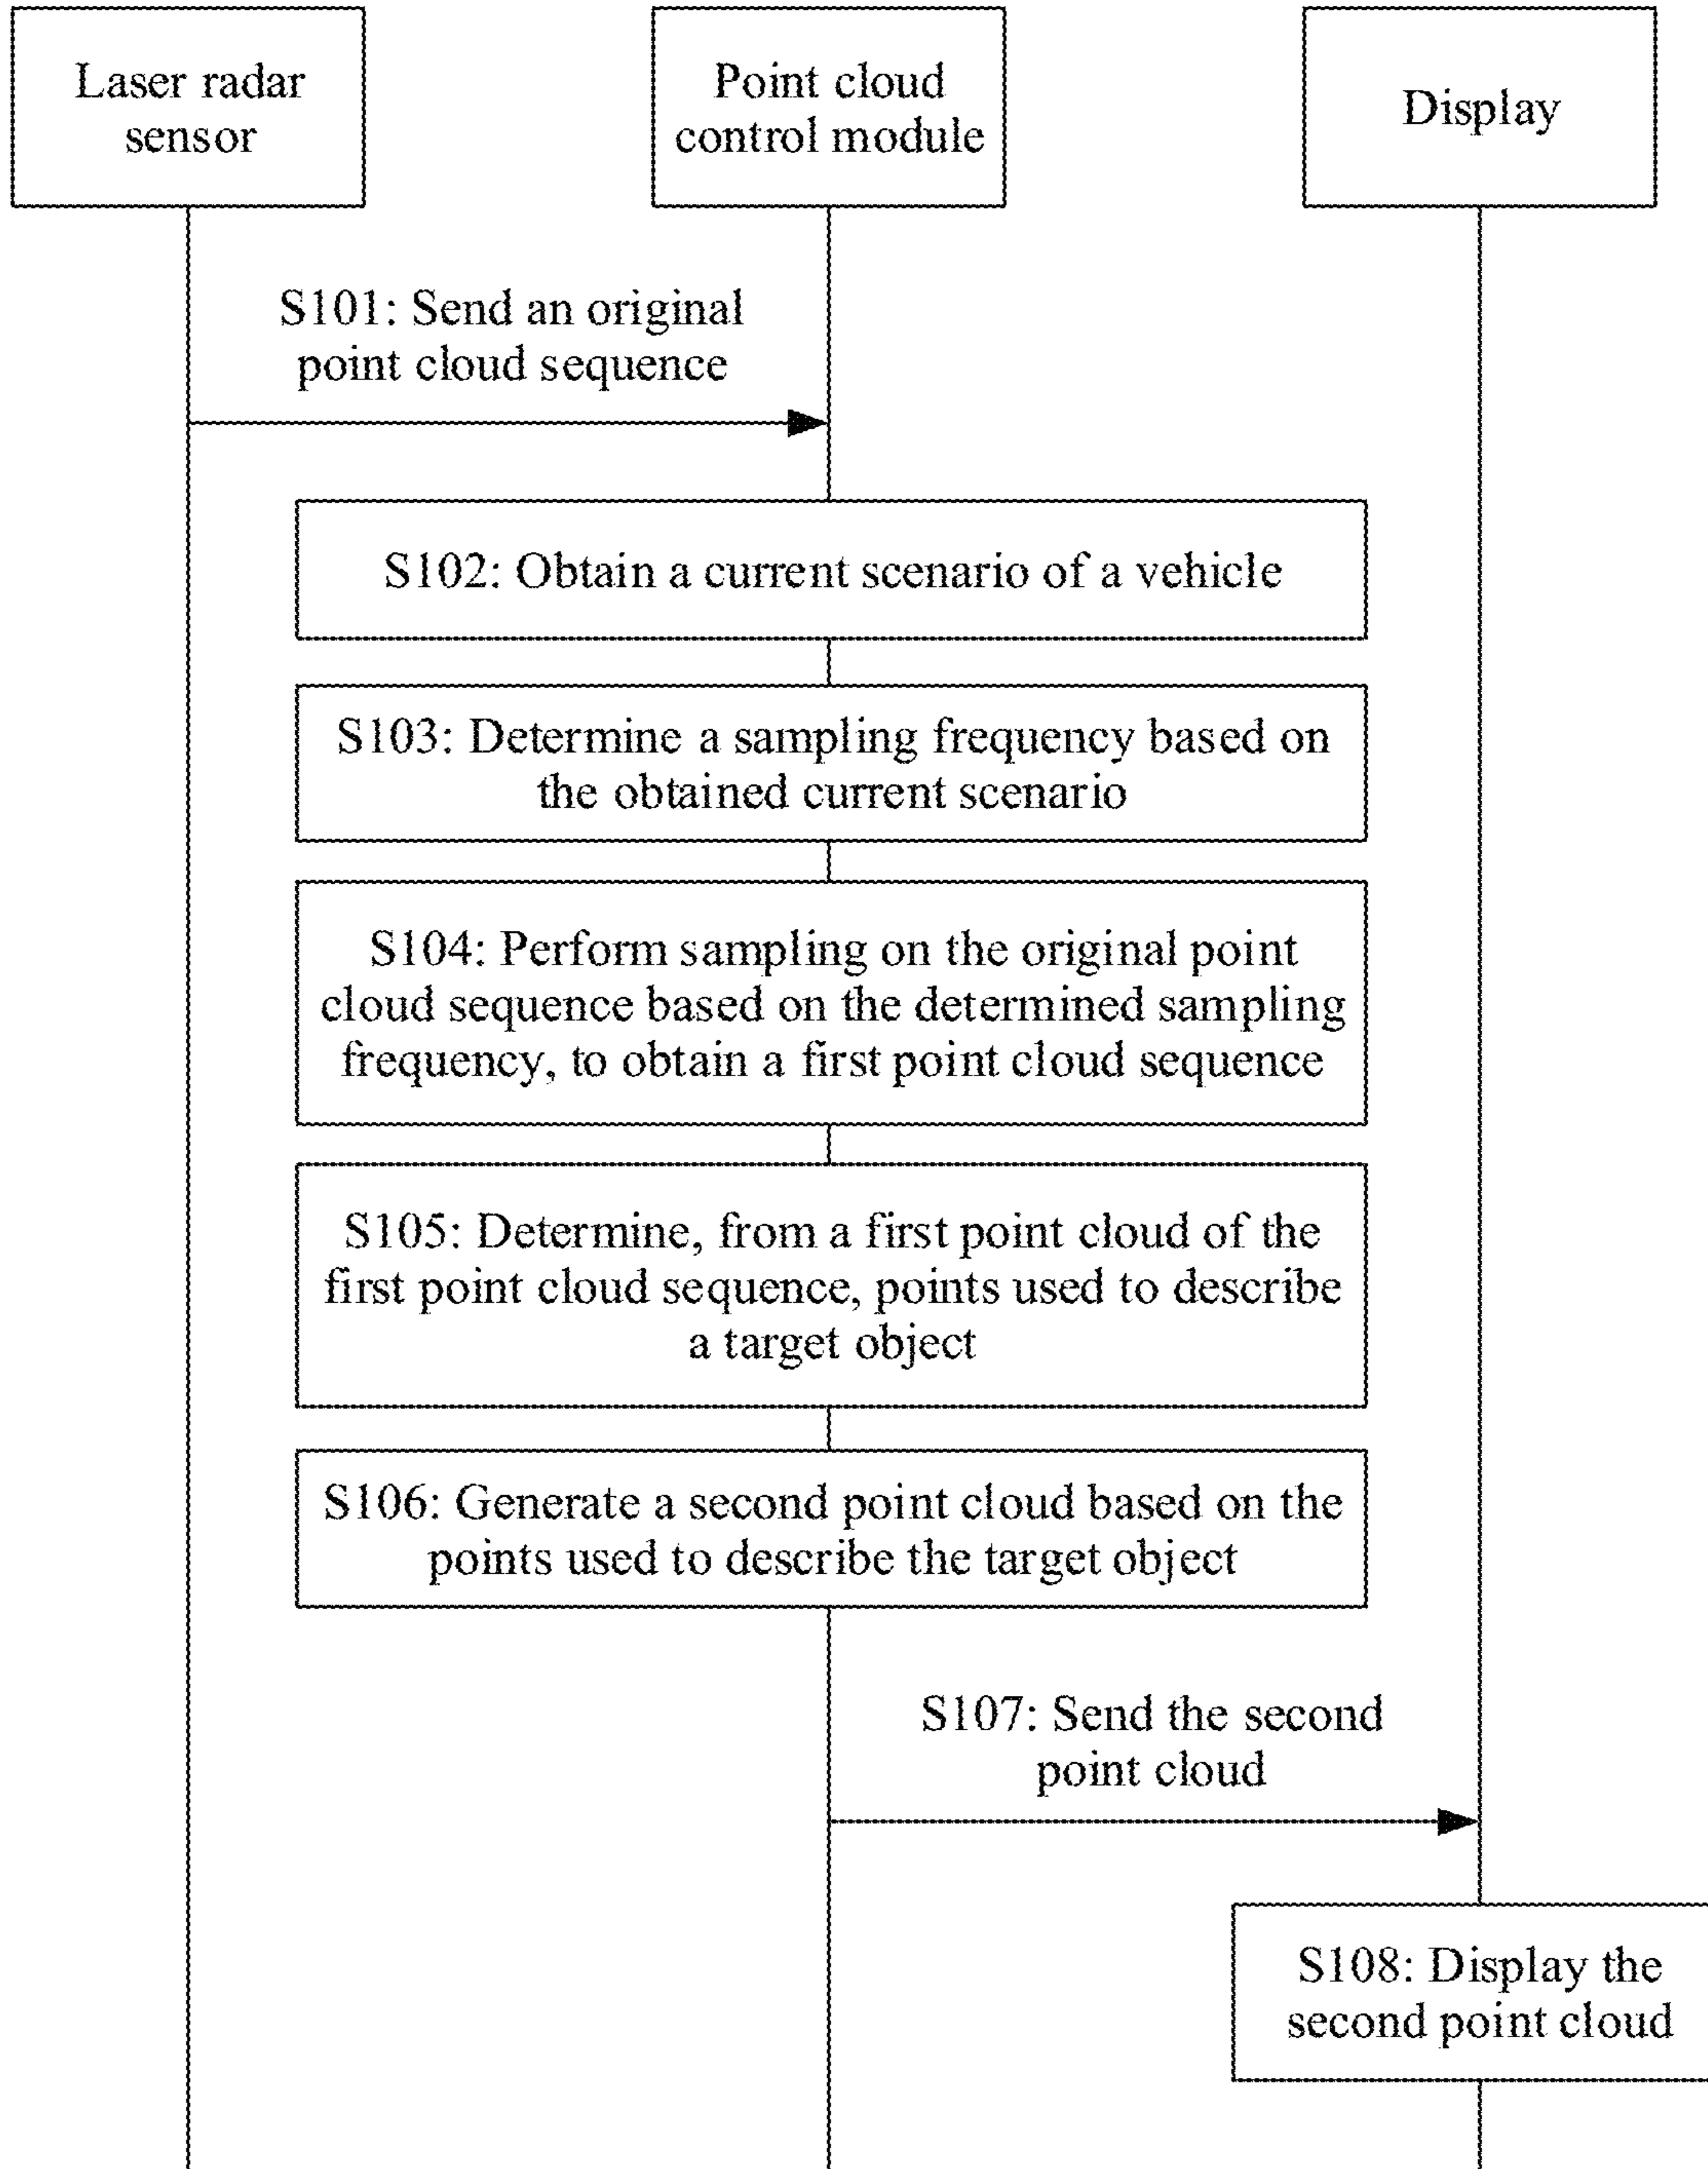 Laser radar
sensor
Point cloud
control module
Display
S101: Send an original
point cloud sequence
S102: Obtain a current scenario of a vehicle
S103: Determine a sampling frequency based on
the obtained current scenario
S104: Perform sampling on the original point
cloud sequence based on the determined sampling
frequency, to obtain a first point cloud sequence
S105: Determine, from a first point cloud of the
first point cloud sequence, points used to describe
a target object
S106: Generate a second point cloud based on the
points used to describe the target object
S107: Send the second
point cloud
S108: Display the
second point cloud